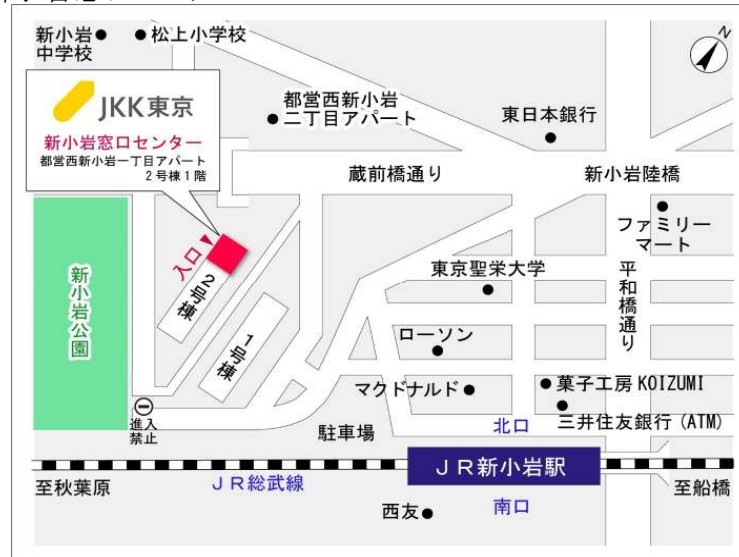 新小岩
中学校
松上小学校
N
JKK東京
新小岩窓口センター
都営西新小岩一丁目アパート
2号棟1階
都営西新小岩
二丁目アパート
東日本銀行
蔵前橋通り
新小岩陸橋
ファミリー
マート
入口
2号棟
1号棟
新小岩公園
東京聖栄大学
平和橋通り
ローソン
マクドナルド
菓子工房 KOIZUMI
三井住友銀行 (ATM)
進入
禁止
駐車場
北口
JR新小岩駅
至秋葉原
JR総武線
至船橋
西友
南口